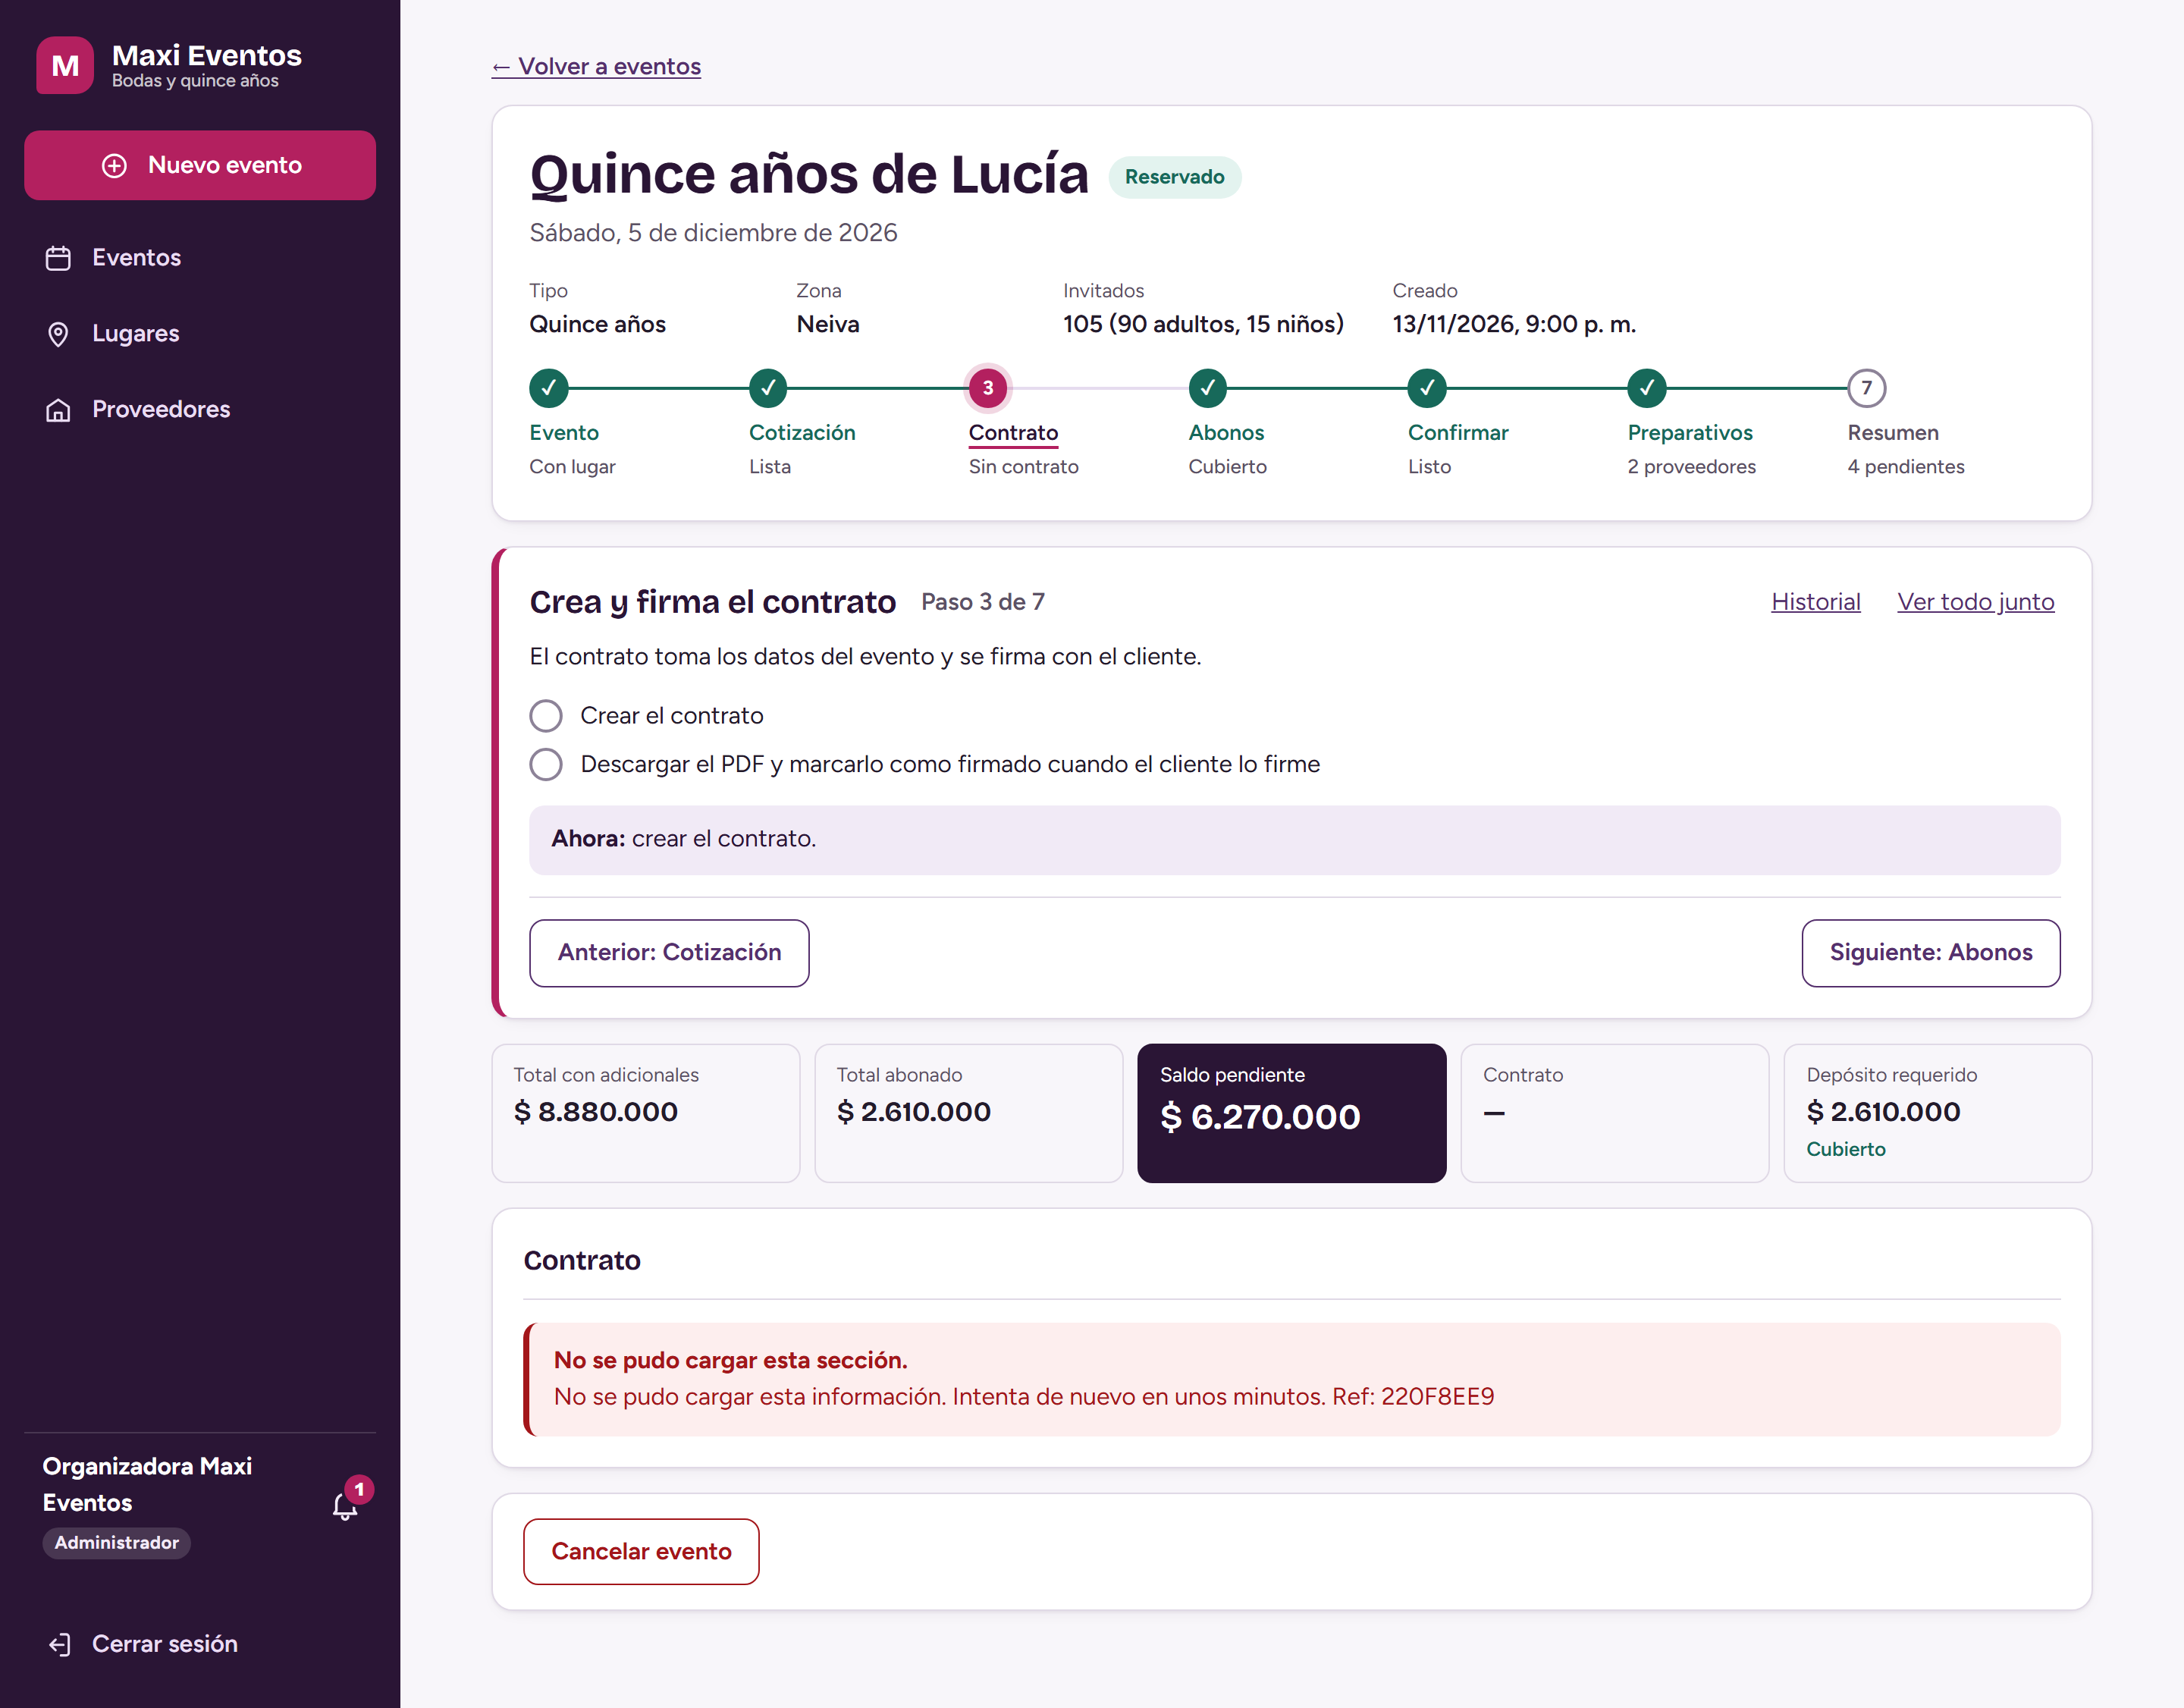 M
Maxi Eventos
Bodas y quince años
Nuevo evento
Eventos
Lugares
Proveedores
Organizadora Maxi
Eventos
1
Administrador
Cerrar sesión
← Volver a eventos
Quince años de Lucía
Reservado
Sábado, 5 de diciembre de 2026
Tipo
Quince años
Zona
Neiva
Invitados
105 (90 adultos, 15 niños)
Creado
13/11/2026, 9:00 p. m.
✓
Evento
Con lugar
✓
Cotización
Lista
3
Contrato
Sin contrato
✓
Abonos
Cubierto
✓
Confirmar
Listo
✓
Preparativos
2 proveedores
7
Resumen
4 pendientes
Crea y firma el contrato
Paso 3 de 7
Historial
Ver todo junto
El contrato toma los datos del evento y se firma con el cliente.
Crear el contrato
Descargar el PDF y marcarlo como firmado cuando el cliente lo firme
Ahora: crear el contrato.
Anterior: Cotización
Siguiente: Abonos
Total con adicionales
$ 8.880.000
Total abonado
$ 2.610.000
Saldo pendiente
$ 6.270.000
Contrato
—
Depósito requerido
$ 2.610.000
Cubierto
Contrato
No se pudo cargar esta sección.
No se pudo cargar esta información. Intenta de nuevo en unos minutos. Ref: 220F8EE9
Cancelar evento